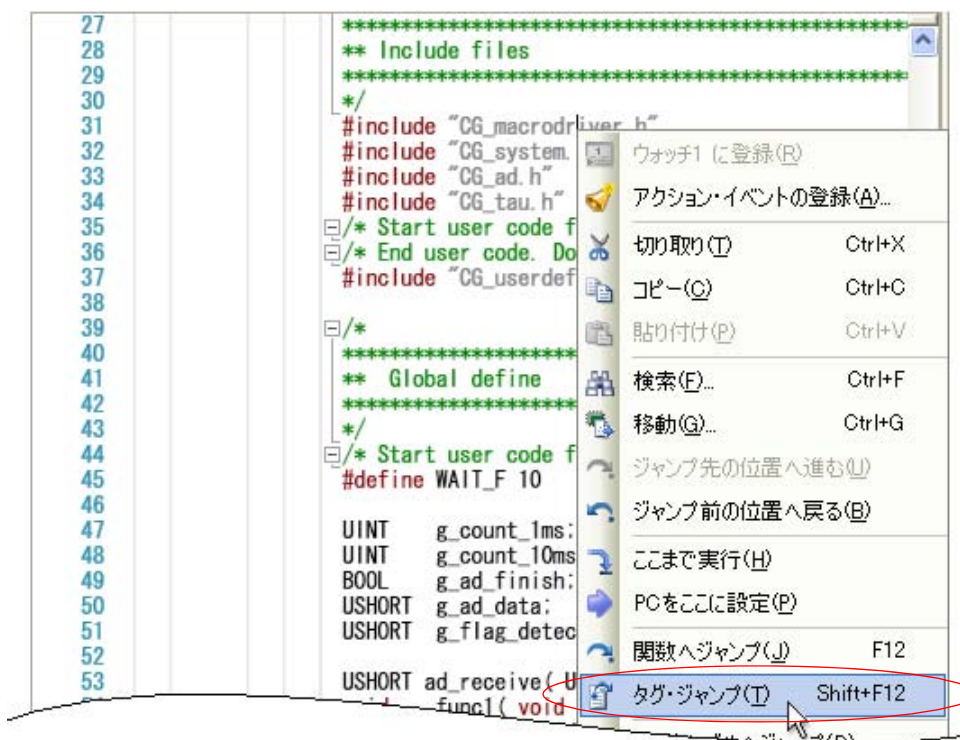 27 ****************************************************
28 ** Include files
29 ****************************************************
30 */
31 #include "CG_macrodriver.h"
32 #include "CG_system.
33 #include "CG_ad.h"
34 #include "CG_tau.h"
35 /* Start user code f
36 /* End user code. Do
37 #include "CG_userdef
38
39 /*
40 *********************
41 ** Global define
42 *********************
43 */
44 /* Start user code f
45 #define WAIT_F 10
46
47 UINT g_count_1ms;
48 UINT g_count_10ms
49 BOOL g_ad_finish;
50 USHORT g_ad_data;
51 USHORT g_flag_detec
52
53 USHORT ad_receive( U
func1( void
ウォッチ1 に登録(R)
アクション・イベントの登録(A)...
切り取り(T) Ctrl+X
コピー(C) Ctrl+C
貼り付け(P) Ctrl+V
検索(F)... Ctrl+F
移動(G)... Ctrl+G
ジャンプ先の位置へ進む(U)
ジャンプ前の位置へ戻る(B)
ここまで実行(H)
PCをここに設定(P)
関数へジャンプ(J) F12
タグ・ジャンプ(T) Shift+F12